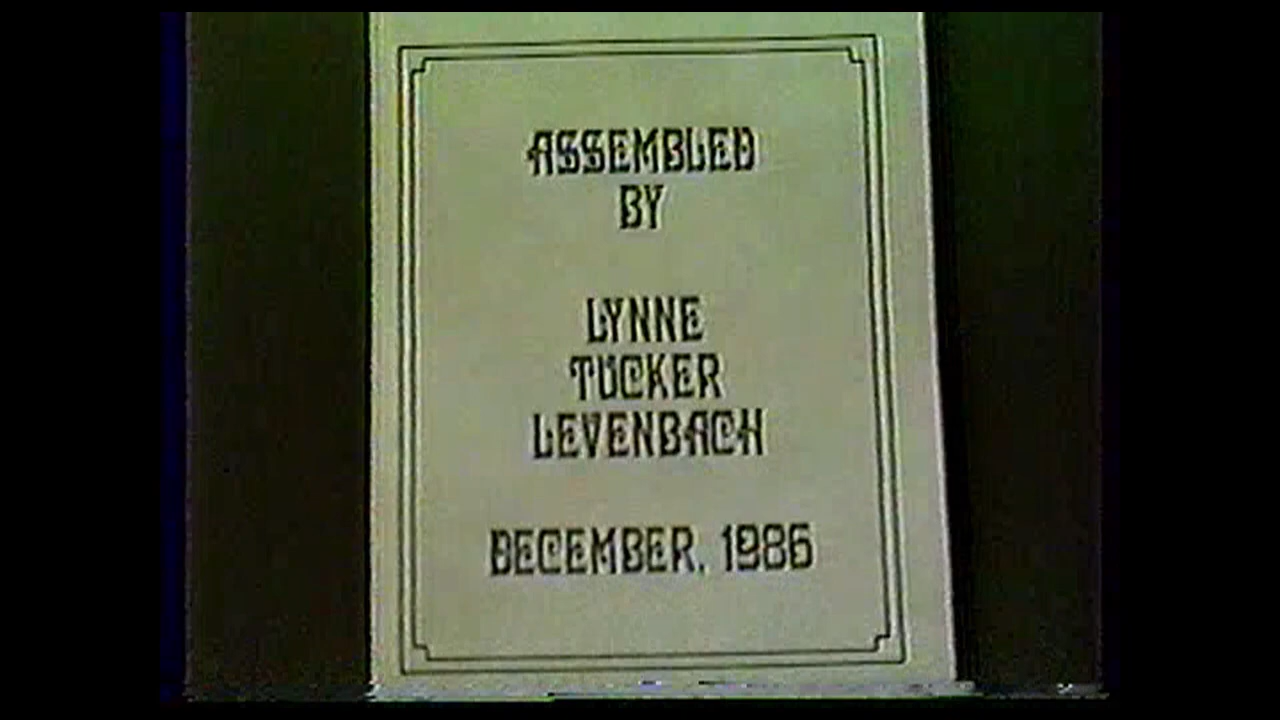 ASSEMBLED
BY
LYNNE
TUCKER
LEVENBACH
DECEMBER, 1986